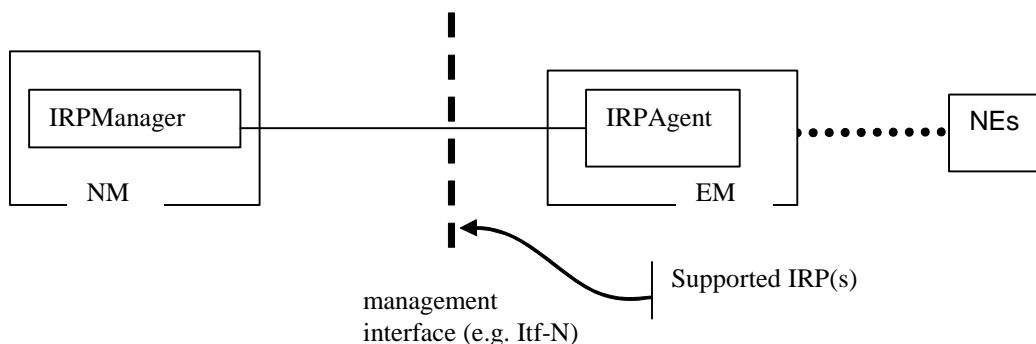 IRPManager
NM
IRPAgent
EM
NEs
Supported IRP(s)
management
interface (e.g. Itf-N)